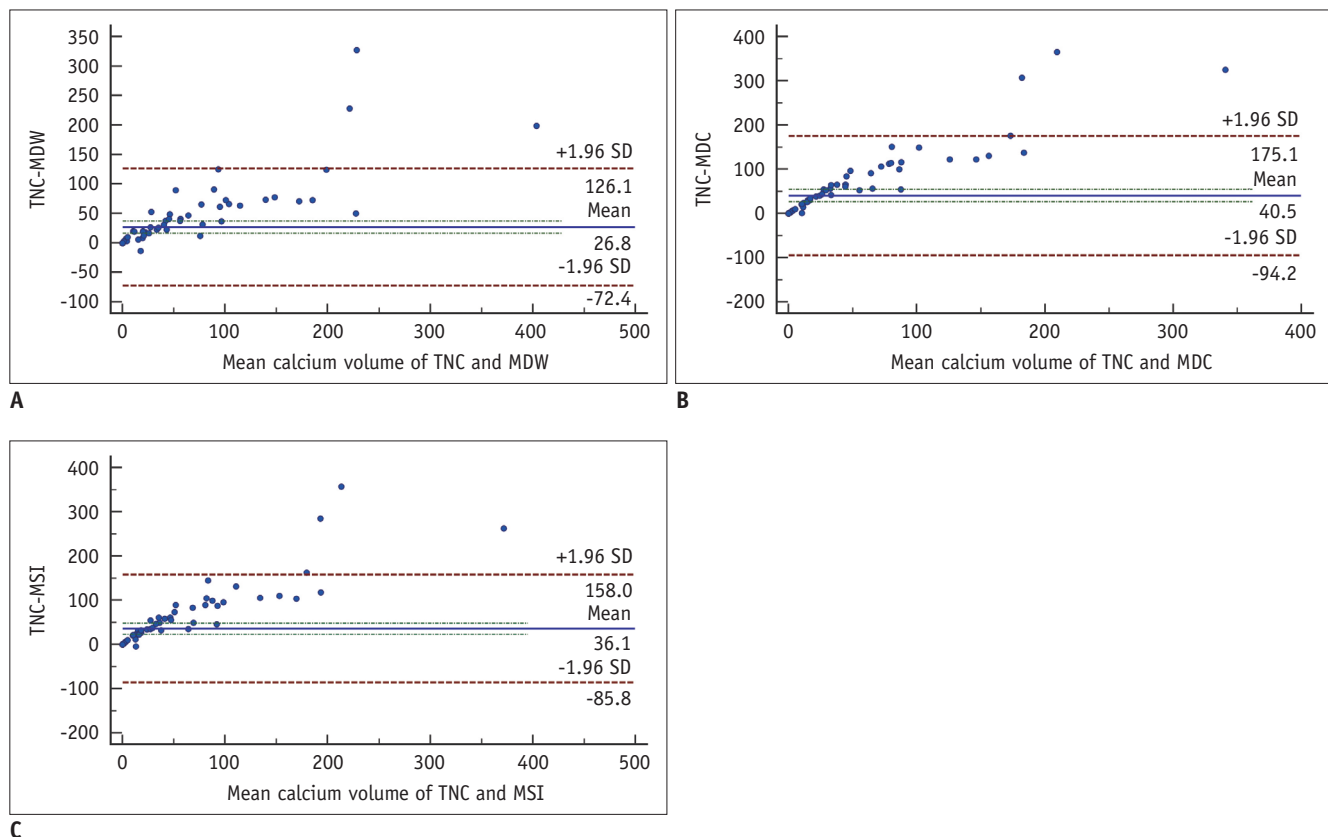 350
300
250
200
150
100
50
0
-50
-100
TNC-MDW
+1.96 SD
126.1
Mean
26.8
-1.96 SD
-72.4
0 100 200 300 400 500
Mean calcium volume of TNC and MDW
A
400
300
200
100
0
-100
-200
TNC-MDC
+1.96 SD
175.1
Mean
40.5
-1.96 SD
-94.2
0 100 200 300 400
Mean calcium volume of TNC and MDC
B
400
300
200
100
0
-100
-200
TNC-MSI
+1.96 SD
158.0
Mean
36.1
-1.96 SD
-85.8
0 100 200 300 400 500
Mean calcium volume of TNC and MSI
C